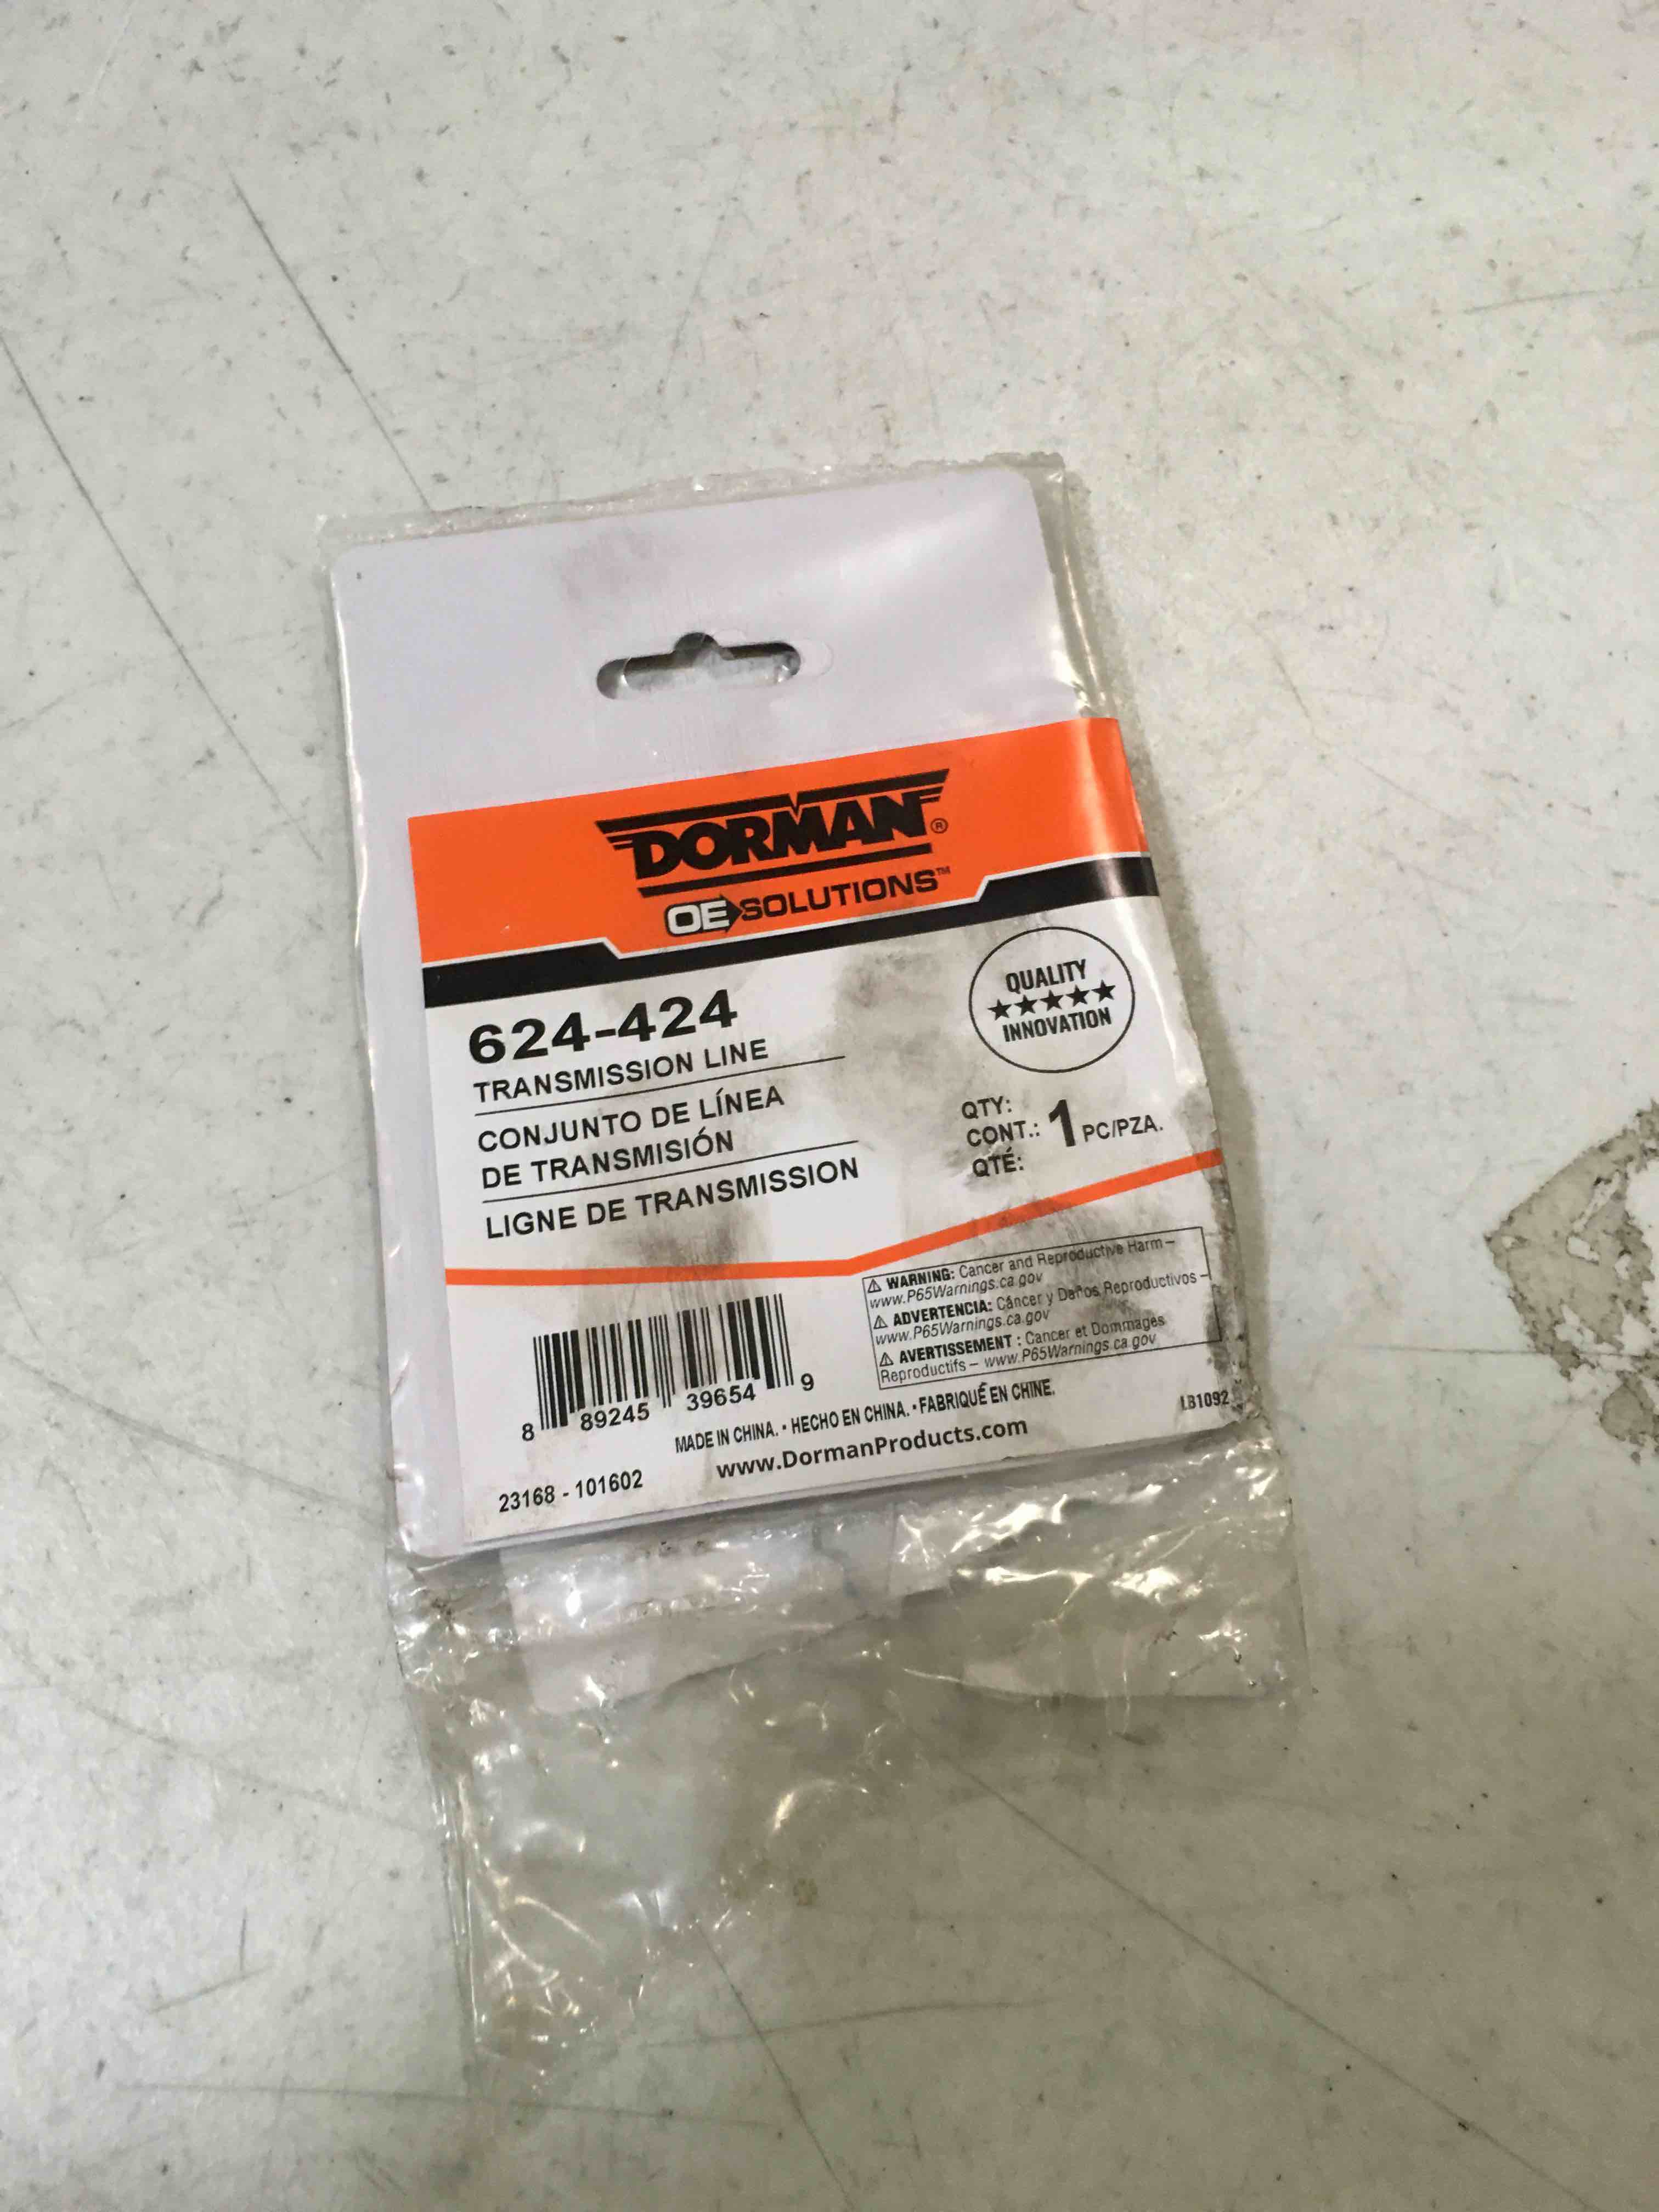 DORMAN®
OE SOLUTIONS™
QUALITY
★★★★★
INNOVATION
624-424
TRANSMISSION LINE
CONJUNTO DE LÍNEA
DE TRANSMISIÓN
LIGNE DE TRANSMISSION
QTY:
CONT.: 1 PC/PZA.
QTÉ:
⚠ WARNING: Cancer and Reproductive Harm –
www.P65Warnings.ca.gov
⚠ ADVERTENCIA: Cáncer y Daños Reproductivos –
www.P65Warnings.ca.gov
⚠ AVERTISSEMENT : Cancer et Dommages
Reproductifs – www.P65Warnings.ca.gov
8 89245 39654 9
MADE IN CHINA. • HECHO EN CHINA. • FABRIQUÉ EN CHINE.
LB1092
www.DormanProducts.com
23168 - 101602